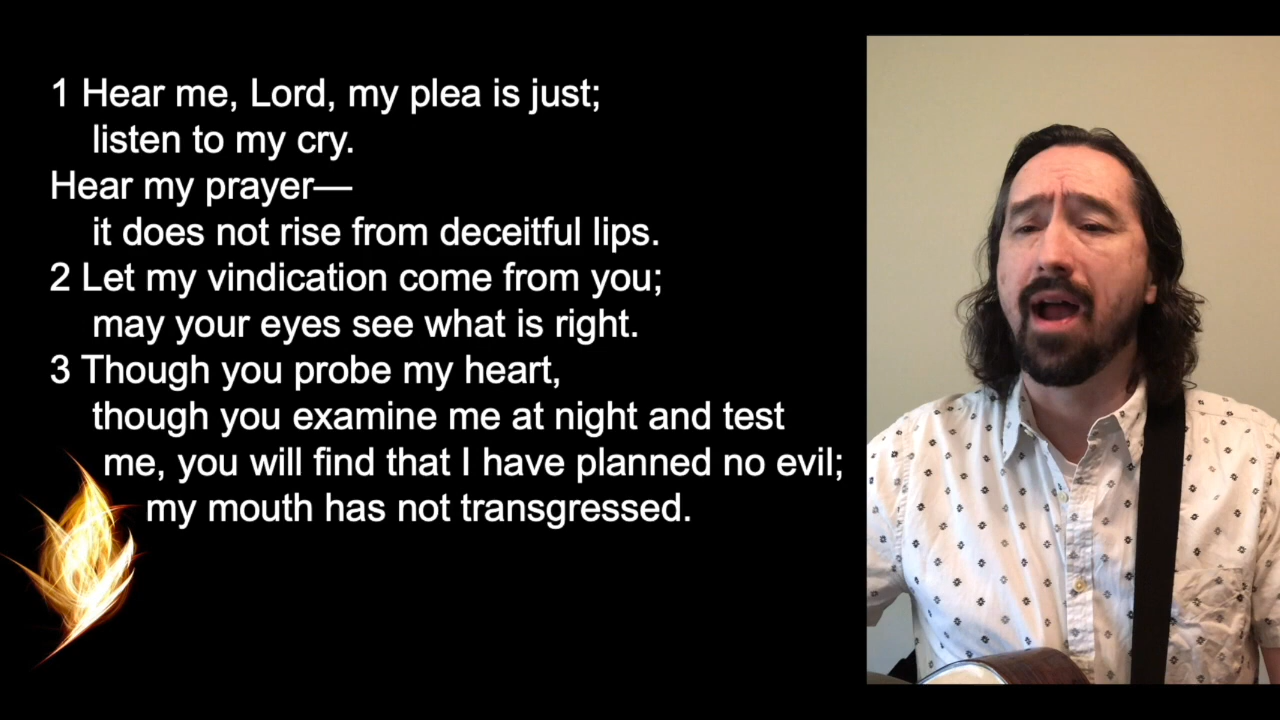 1 Hear me, Lord, my plea is just;
listen to my cry.
Hear my prayer—
it does not rise from deceitful lips.
2 Let my vindication come from you;
may your eyes see what is right.
3 Though you probe my heart,
though you examine me at night and test
me, you will find that I have planned no evil;
my mouth has not transgressed.